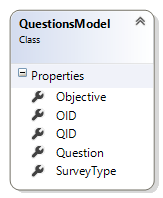 QuestionsModel
Class
Properties
Objective
OID
QID
Question
SurveyType